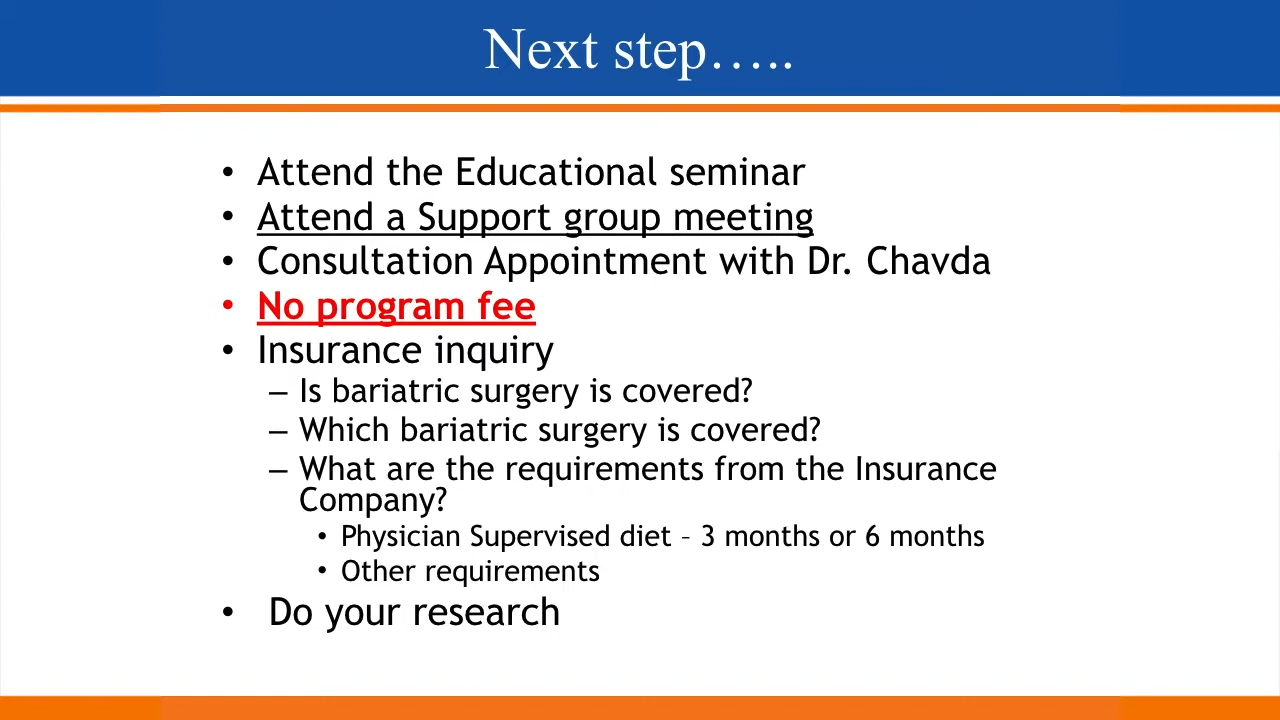 Next step.....
• Attend the Educational seminar
• Attend a Support group meeting
• Consultation Appointment with Dr. Chavda
• No program fee
• Insurance inquiry
– Is bariatric surgery is covered?
– Which bariatric surgery is covered?
– What are the requirements from the Insurance
Company?
• Physician Supervised diet – 3 months or 6 months
• Other requirements
• Do your research